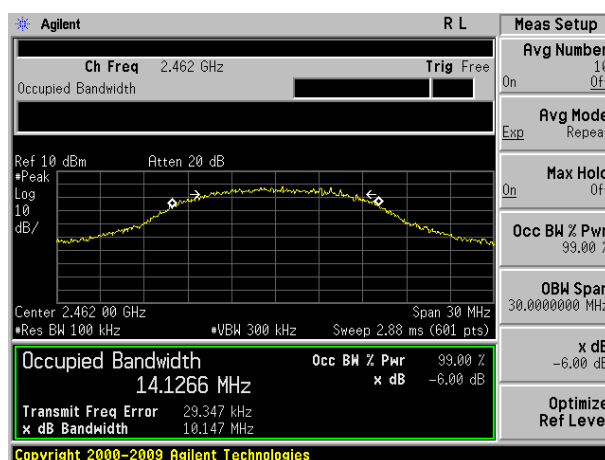 Agilent R L Meas Setup
Ch Freq 2.462 GHz Trig Free
Occupied Bandwidth
Avg Number
10
On Off
Avg Mode
Exp Repeat
Ref 10 dBm Atten 20 dB
#Peak
Log
10
dB/
Max Hold
On Off
Occ BW % Pwr
99.00 %
OBW Span
30.0000000 MHz
Center 2.462 00 GHz Span 30 MHz
#Res BW 100 kHz #VBW 300 kHz Sweep 2.88 ms (601 pts)
Occupied Bandwidth Occ BW % Pwr 99.00 %
14.1266 MHz x dB -6.00 dB
Transmit Freq Error 29.347 kHz
x dB Bandwidth 10.147 MHz
x dB
-6.00 dB
Optimize
Ref Level
Copyright 2000-2009 Agilent Technologies